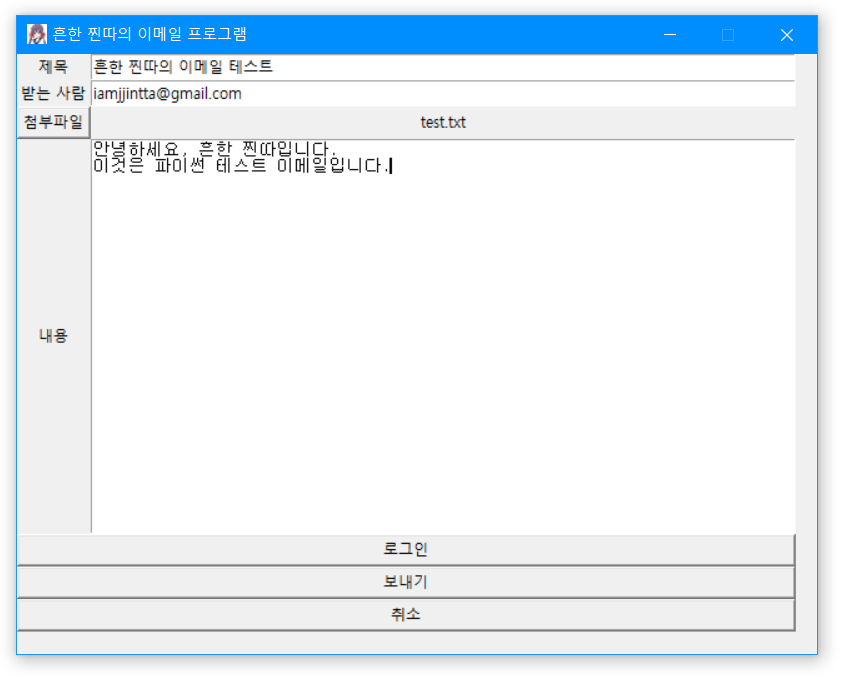 흔한 찐따의 이메일 프로그램
제목 흔한 찐따의 이메일 테스트
받는 사람 iamjjintta@gmail.com
첨부파일 test.txt
안녕하세요, 흔한 찐따입니다.
이것은 파이썬 테스트 이메일입니다.
내용
로그인
보내기
취소